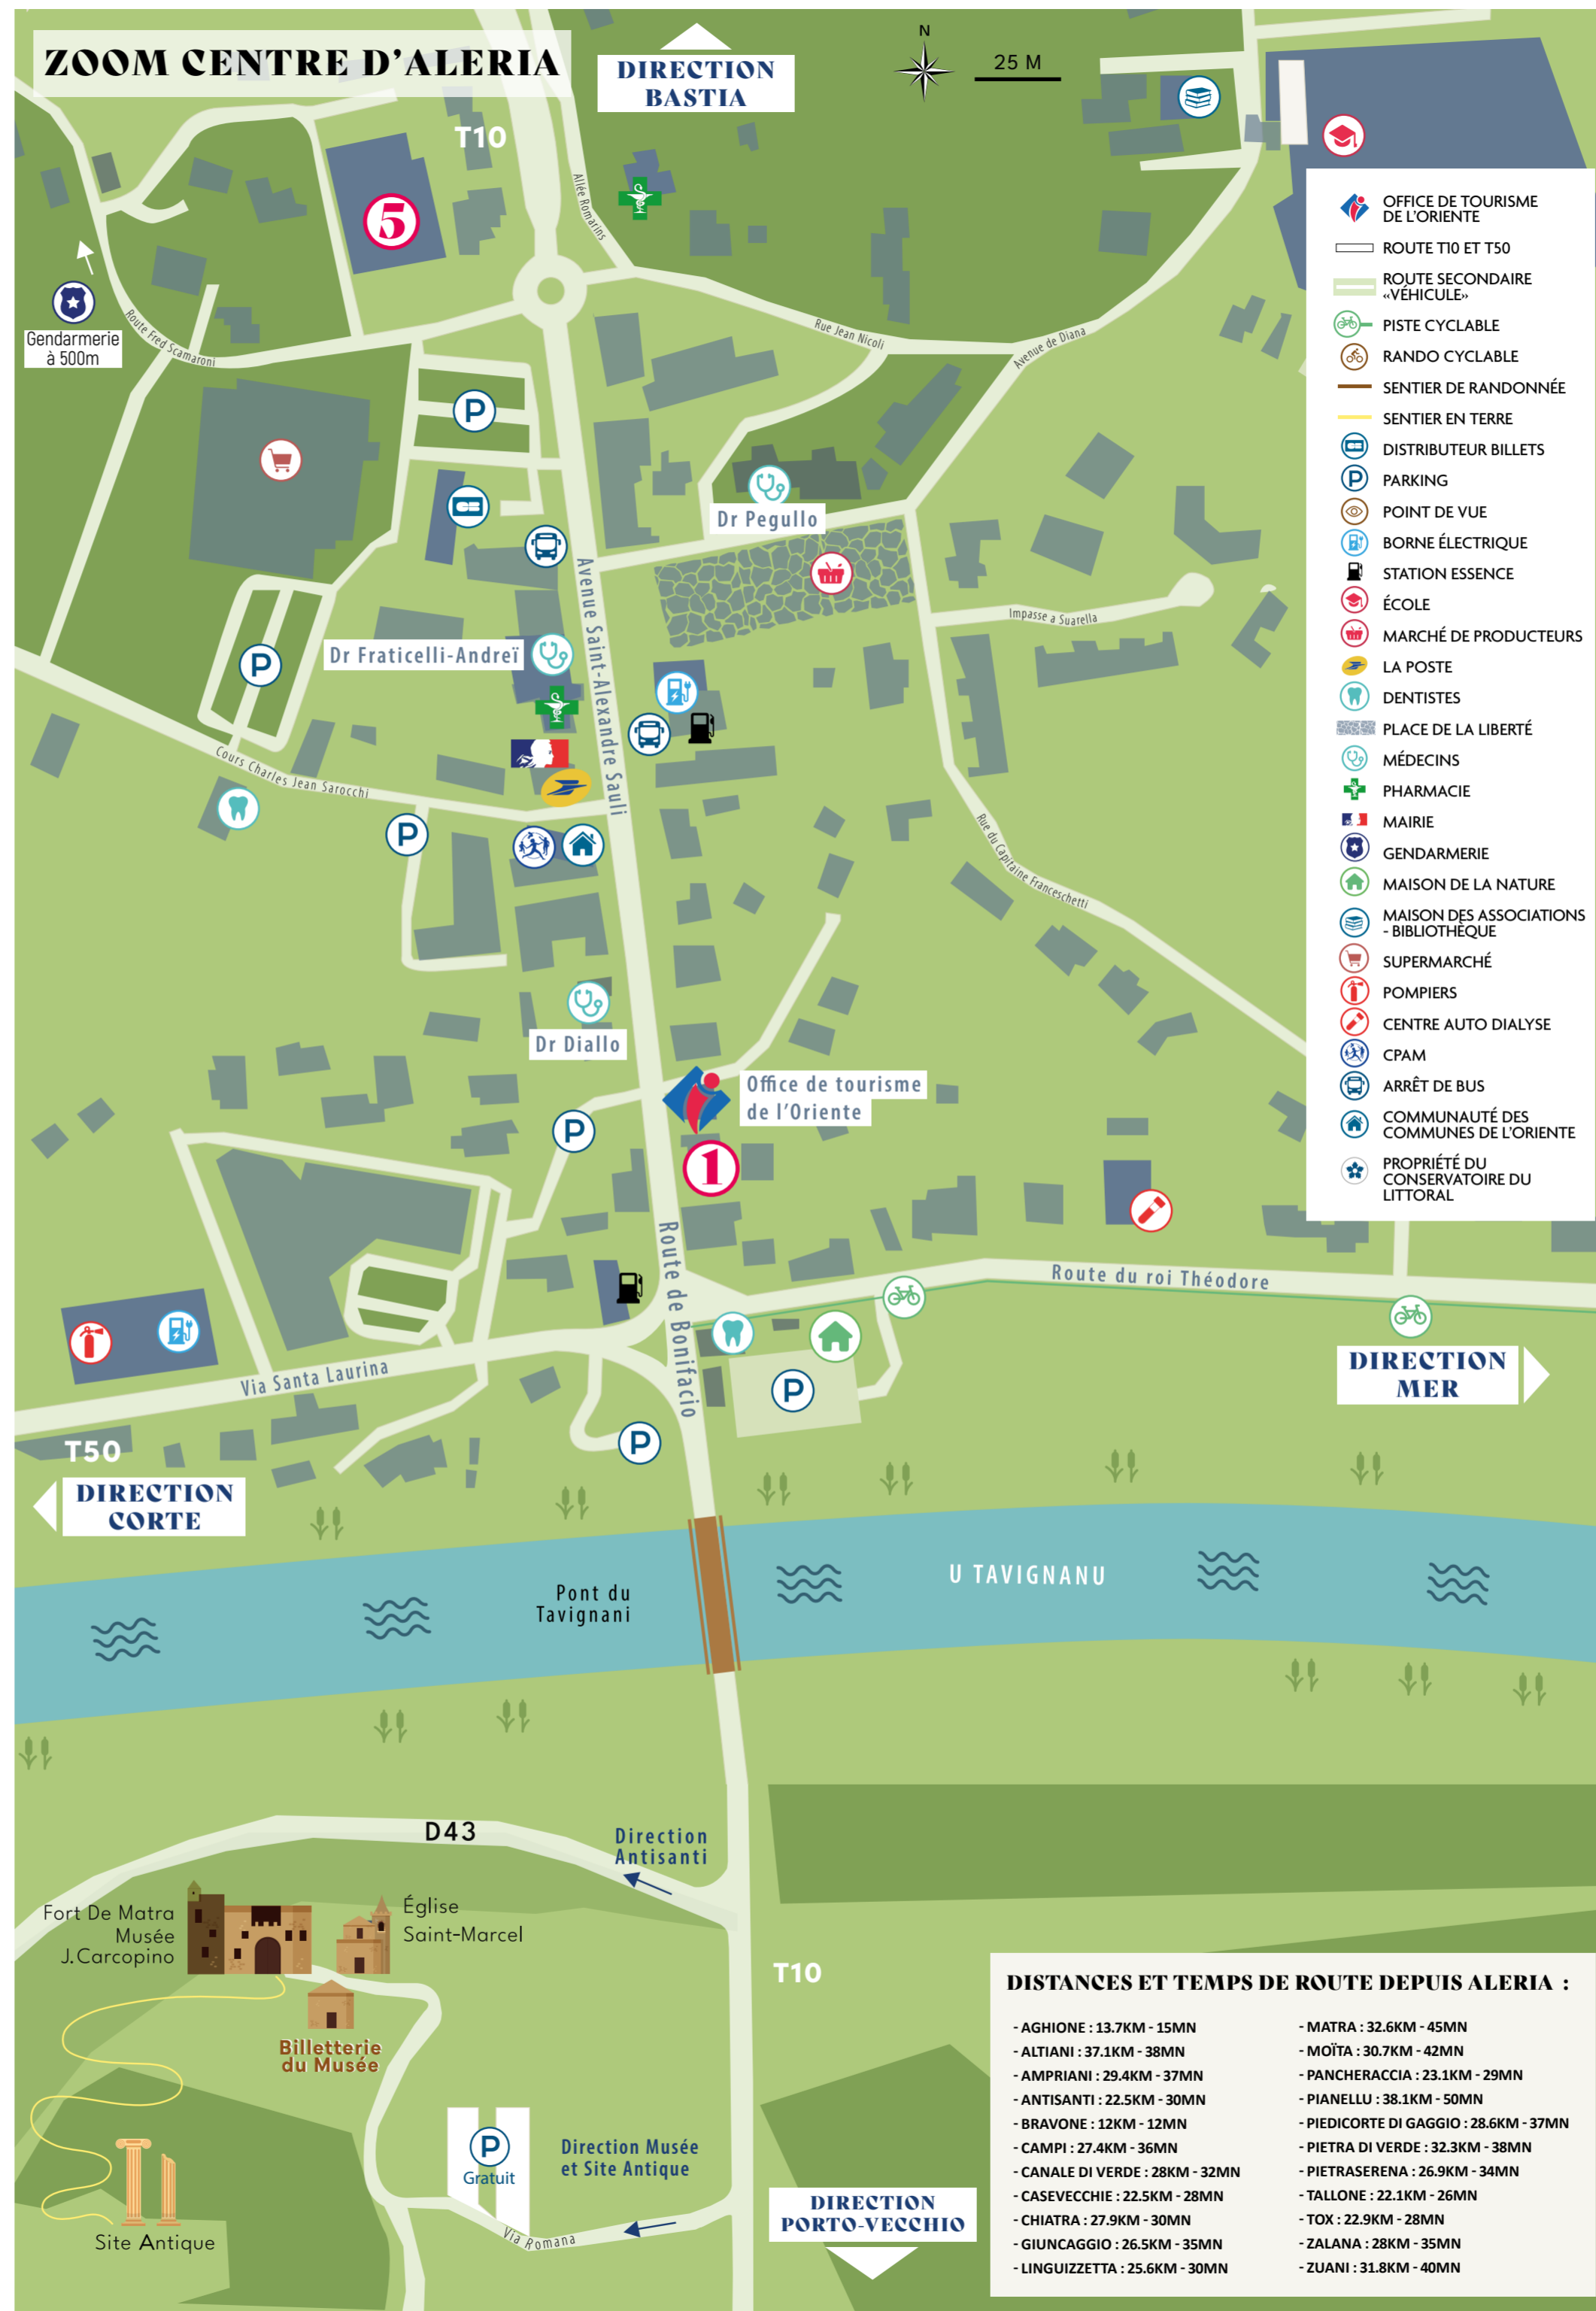 ZOOM CENTRE D'ALERIA
DIRECTION
BASTIA
N
25 M
T10
5
Allée Romarins
Gendarmerie
à 500m
Route Fred Scamaroni
Rue Jean Nicoli
Avenue de Diana
P
Dr Pegullo
Avenue Saint-Alexandre Sauli
Impasse a Suarella
Dr Fraticelli-Andreï
P
Cours Charles Jean Sarocchi
P
Rue du Capitaine Franceschetti
Dr Diallo
Office de tourisme
de l'Oriente
P
1
Route de Bonifacio
Route du roi Théodore
Via Santa Laurina
P
P
DIRECTION
MER
T50
DIRECTION
CORTE
Pont du
Tavignani
U TAVIGNANU
D43
Direction
Antisanti
Fort De Matra
Musée
J.Carcopino
Église
Saint-Marcel
T10
Billetterie
du Musée
P
Gratuit
Direction Musée
et Site Antique
Via Romana
Site Antique
DIRECTION
PORTO-VECCHIO
OFFICE DE TOURISME
DE L'ORIENTE
ROUTE T10 ET T50
ROUTE SECONDAIRE
«VÉHICULE»
PISTE CYCLABLE
RANDO CYCLABLE
SENTIER DE RANDONNÉE
SENTIER EN TERRE
DISTRIBUTEUR BILLETS
P PARKING
POINT DE VUE
BORNE ÉLECTRIQUE
STATION ESSENCE
ÉCOLE
MARCHÉ DE PRODUCTEURS
LA POSTE
DENTISTES
PLACE DE LA LIBERTÉ
MÉDECINS
PHARMACIE
MAIRIE
GENDARMERIE
MAISON DE LA NATURE
MAISON DES ASSOCIATIONS
- BIBLIOTHÈQUE
SUPERMARCHÉ
POMPIERS
CENTRE AUTO DIALYSE
CPAM
ARRÊT DE BUS
COMMUNAUTÉ DES
COMMUNES DE L'ORIENTE
PROPRIÉTÉ DU
CONSERVATOIRE DU
LITTORAL
DISTANCES ET TEMPS DE ROUTE DEPUIS ALERIA :
- AGHIONE : 13.7KM - 15MN
- ALTIANI : 37.1KM - 38MN
- AMPRIANI : 29.4KM - 37MN
- ANTISANTI : 22.5KM - 30MN
- BRAVONE : 12KM - 12MN
- CAMPI : 27.4KM - 36MN
- CANALE DI VERDE : 28KM - 32MN
- CASEVECCHIE : 22.5KM - 28MN
- CHIATRA : 27.9KM - 30MN
- GIUNCAGGIO : 26.5KM - 35MN
- LINGUIZZETTA : 25.6KM - 30MN
- MATRA : 32.6KM - 45MN
- MOÏTA : 30.7KM - 42MN
- PANCHERACCIA : 23.1KM - 29MN
- PIANELLU : 38.1KM - 50MN
- PIEDICORTE DI GAGGIO : 28.6KM - 37MN
- PIETRA DI VERDE : 32.3KM - 38MN
- PIETRASERENA : 26.9KM - 34MN
- TALLONE : 22.1KM - 26MN
- TOX : 22.9KM - 28MN
- ZALANA : 28KM - 35MN
- ZUANI : 31.8KM - 40MN